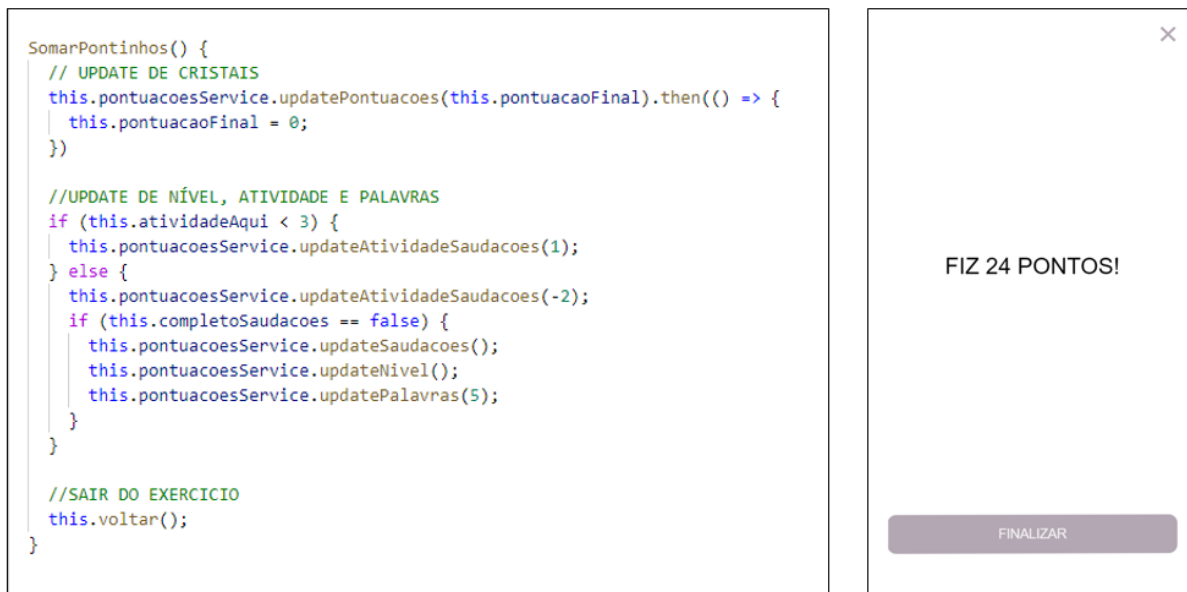 SomarPontinhos() {
// UPDATE DE CRISTAIS
this.pontuacoesService.updatePontuacoes(this.pontuacaoFinal).then(() => {
this.pontuacaoFinal = 0;
})
//UPDATE DE NÍVEL, ATIVIDADE E PALAVRAS
if (this.atividadeAqui < 3) {
this.pontuacoesService.updateAtividadeSaudacoes(1);
} else {
this.pontuacoesService.updateAtividadeSaudacoes(-2);
if (this.completoSaudacoes == false) {
this.pontuacoesService.updateSaudacoes();
this.pontuacoesService.updateNivel();
this.pontuacoesService.updatePalavras(5);
}
}
//SAIR DO EXERCICIO
this.voltar();
}
FIZ 24 PONTOS!
FINALIZAR